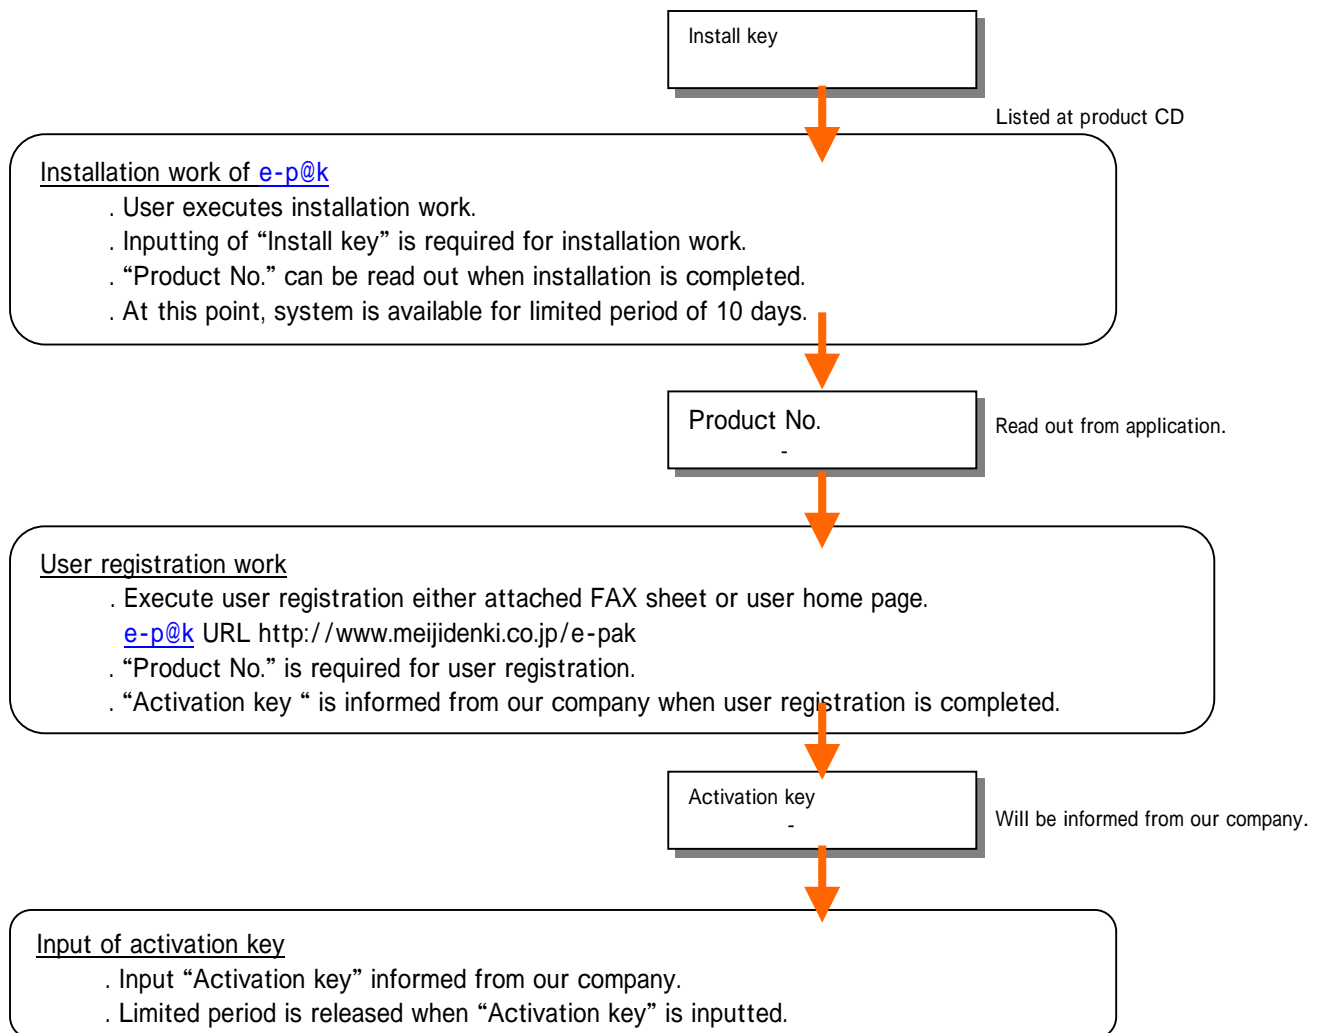 Install key
Listed at product CD
Installation work of e-p@k
. User executes installation work.
. Inputting of “Install key” is required for installation work.
. “Product No.” can be read out when installation is completed.
. At this point, system is available for limited period of 10 days.
Product No.
-
Read out from application.
User registration work
. Execute user registration either attached FAX sheet or user home page.
e-p@k URL http://www.meijidenki.co.jp/e-pak
. “Product No.” is required for user registration.
. “Activation key “ is informed from our company when user registration is completed.
Activation key
-
Will be informed from our company.
Input of activation key
. Input “Activation key” informed from our company.
. Limited period is released when “Activation key” is inputted.